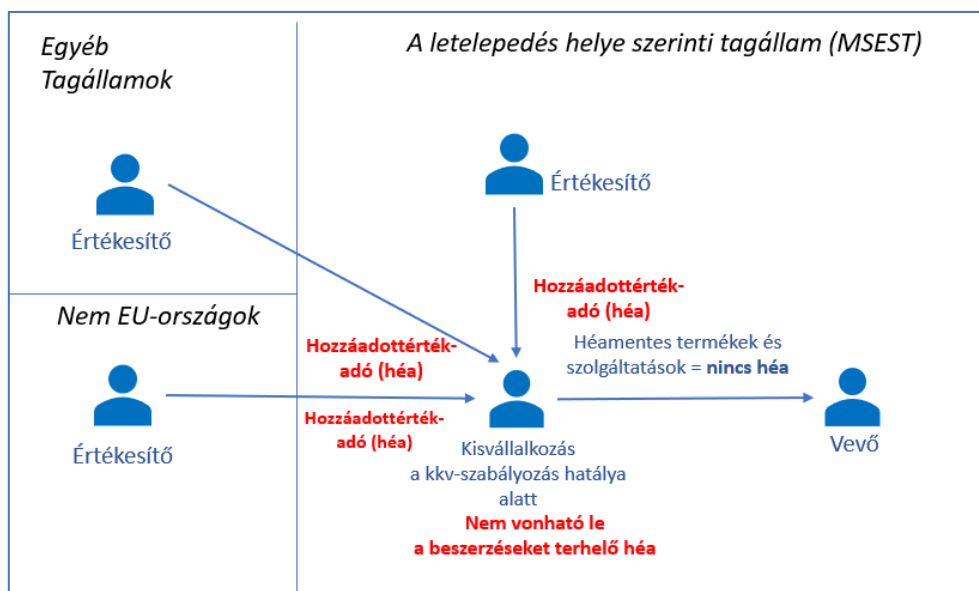 Egyéb
Tagállamok
A letelepedés helye szerinti tagállam (MSEST)
Értékesítő
Értékesítő
Nem EU-országok
Hozzáadottérték-
adó (héa)
Hozzáadottérték-
adó (héa)
Héamentes termékek és
szolgáltatások = nincs héa
Hozzáadottérték-
adó (héa)
Értékesítő
Kisvállalkozás
a kkv-szabályozás hatálya
alatt
Nem vonható le
a beszerzéseket terhelő héa
Vevő